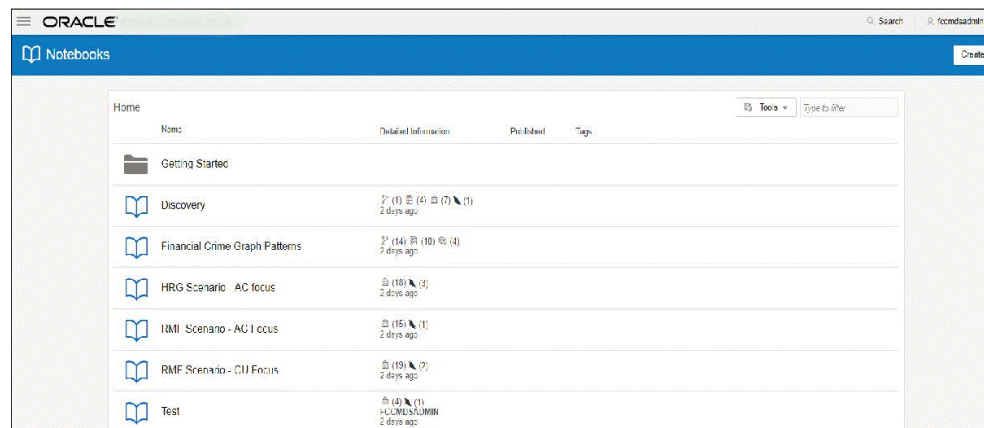 ORACLE
Search
fccmdsadmin
Notebooks
Create
Home
Tools
Type to filter
Name
Detailed Information
Published
Tags
Getting Started
Discovery
(1) (4) (7) (1)
2 days ago
Financial Crime Graph Patterns
(14) (10) (4)
2 days ago
HRG Scenario - AC focus
(18) (3)
2 days ago
RMF Scenario - AC Focus
(15) (1)
2 days ago
RMF Scenario - CU Focus
(19) (2)
2 days ago
Test
(4) (1)
FCCMDSADMIN
2 days ago